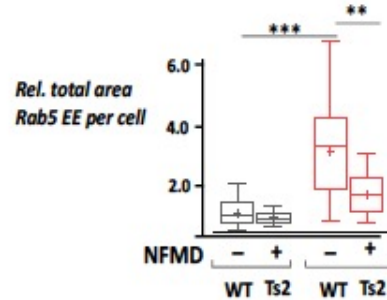 **
***
6.0
Rel. total area
Rab5 EE per cell
4.0
2.0
NFMD − + − +
WT Ts2 WT Ts2